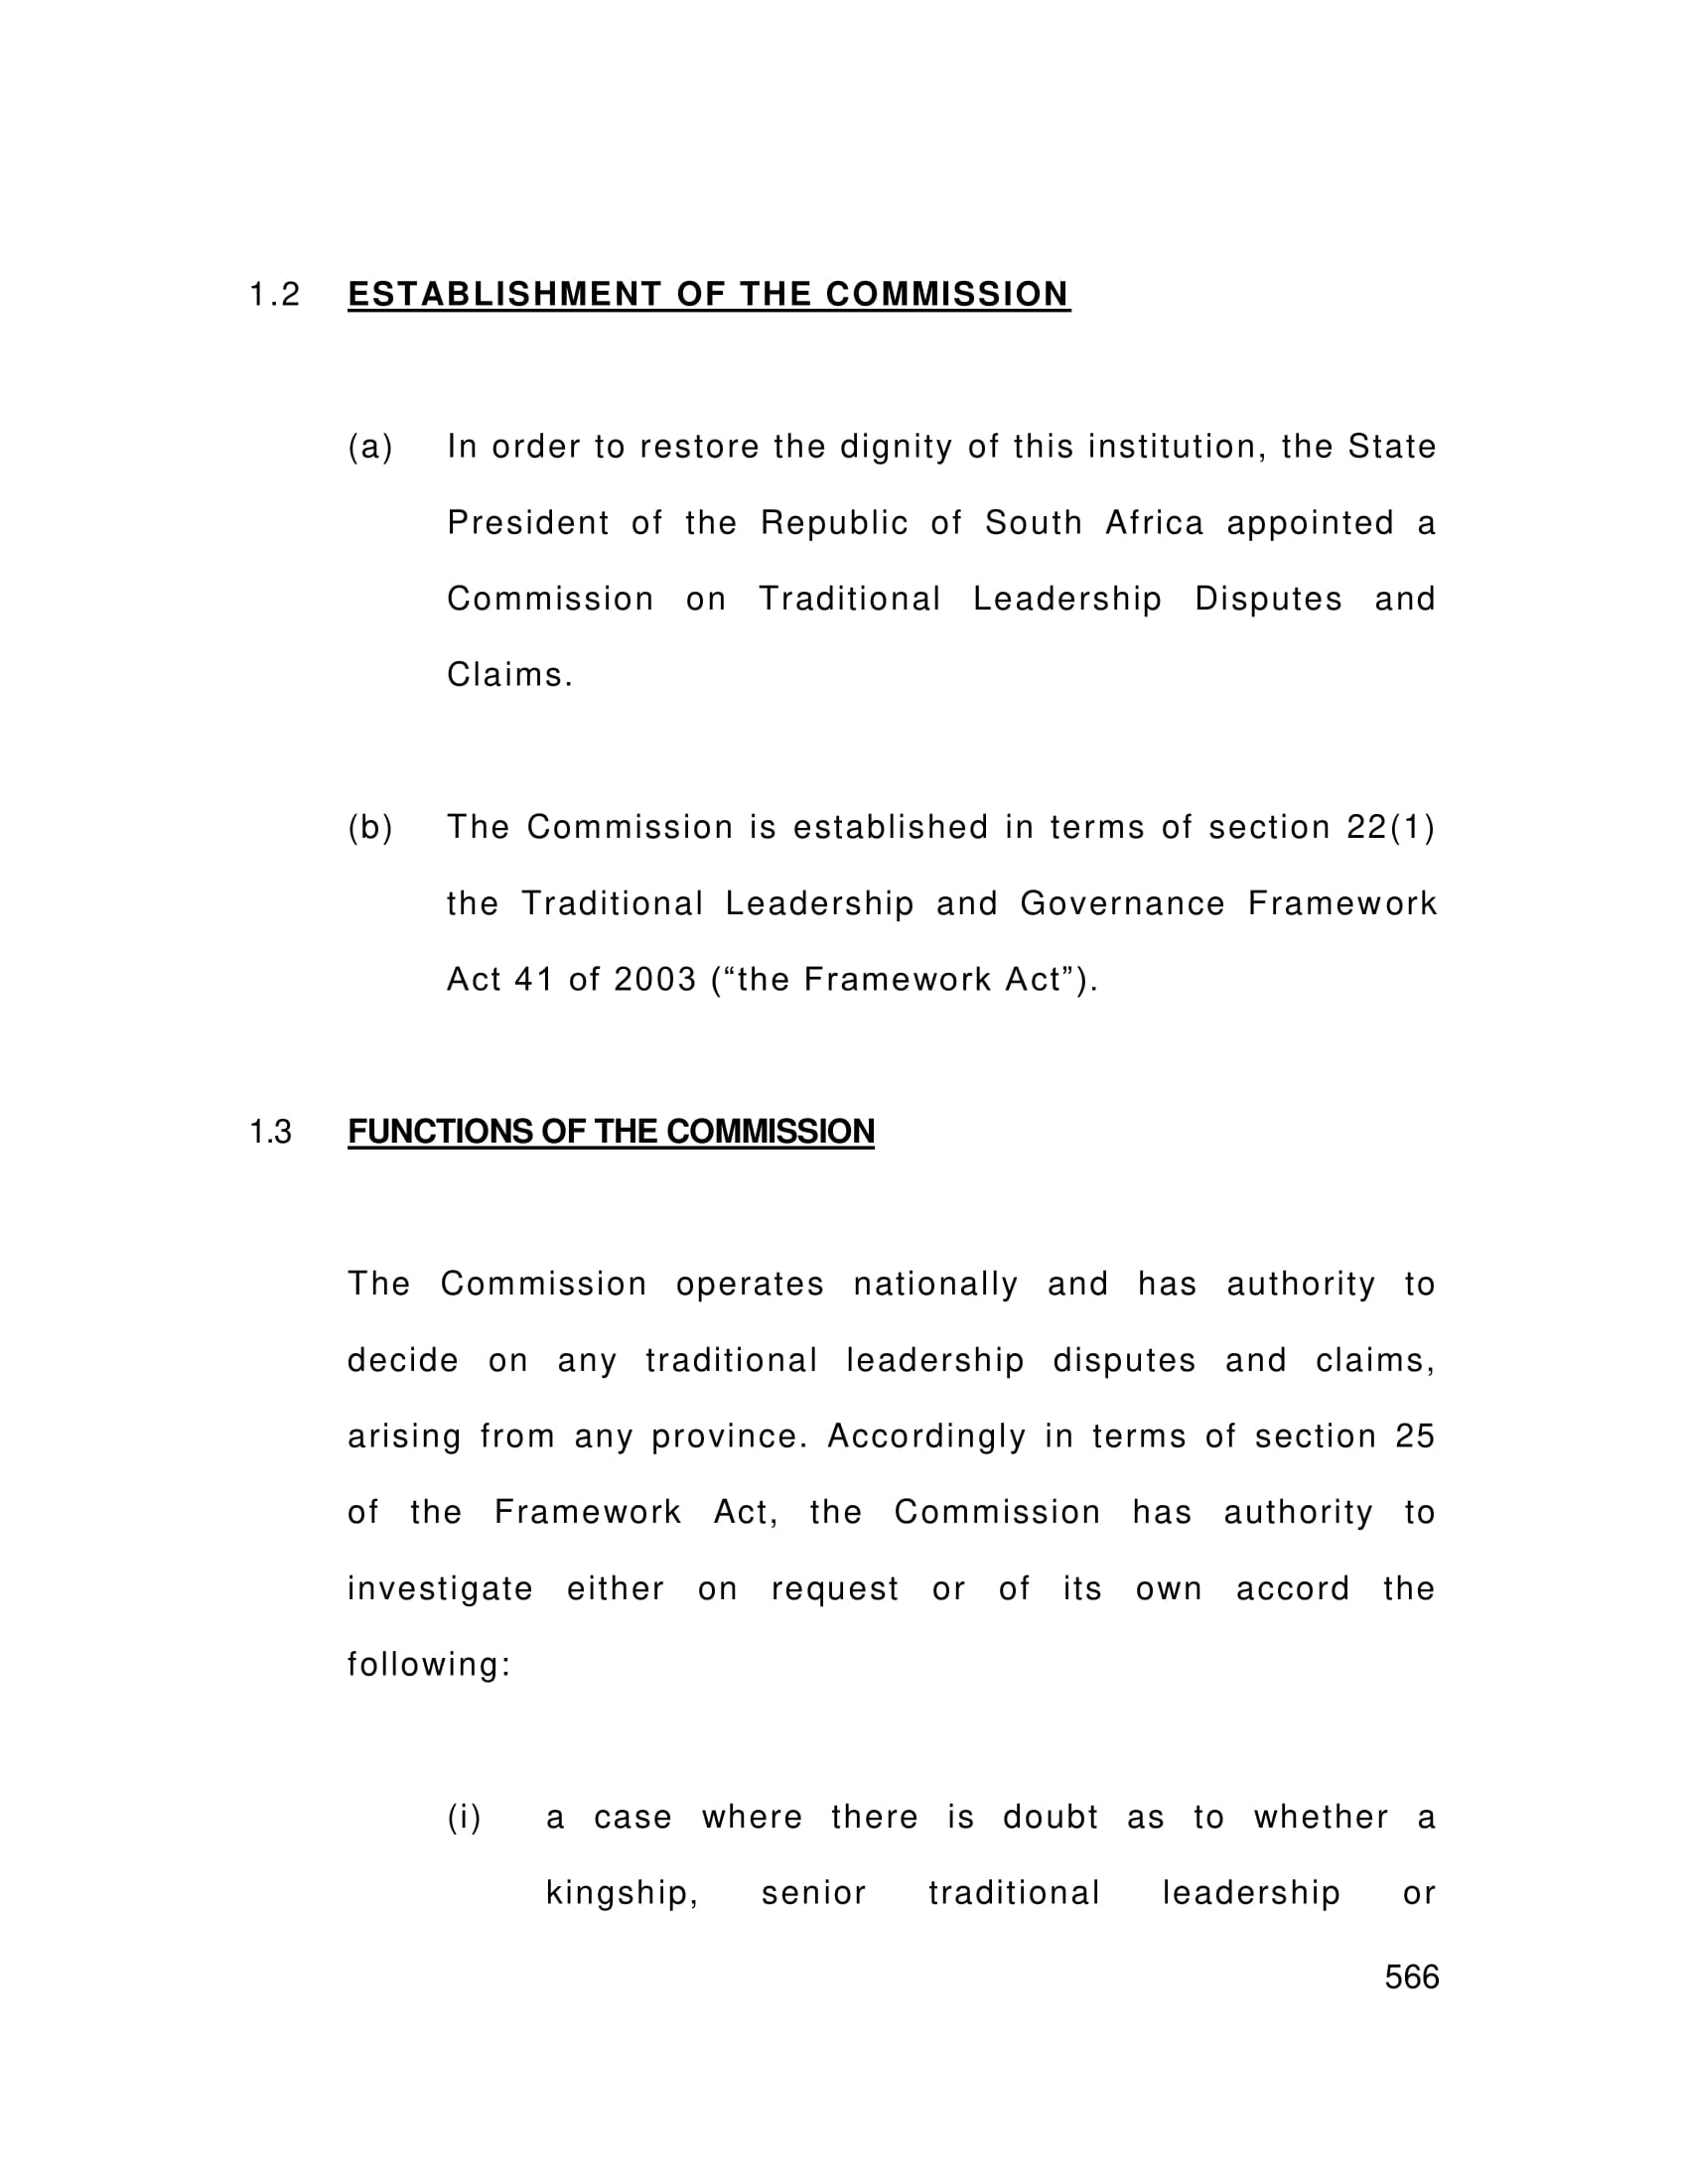 1.2 ESTABLISHMENT OF THE COMMISSION
(a) In order to restore the dignity of this institution, the State
President of the Republic of South Africa appointed a
Commission on Traditional Leadership Disputes and
Claims.
(b) The Commission is established in terms of section 22(1)
the Traditional Leadership and Governance Framework
Act 41 of 2003 (“the Framework Act”).
1.3 FUNCTIONS OF THE COMMISSION
The Commission operates nationally and has authority to
decide on any traditional leadership disputes and claims,
arising from any province. Accordingly in terms of section 25
of the Framework Act, the Commission has authority to
investigate either on request or of its own accord the
following:
(i) a case where there is doubt as to whether a
kingship, senior traditional leadership or
566